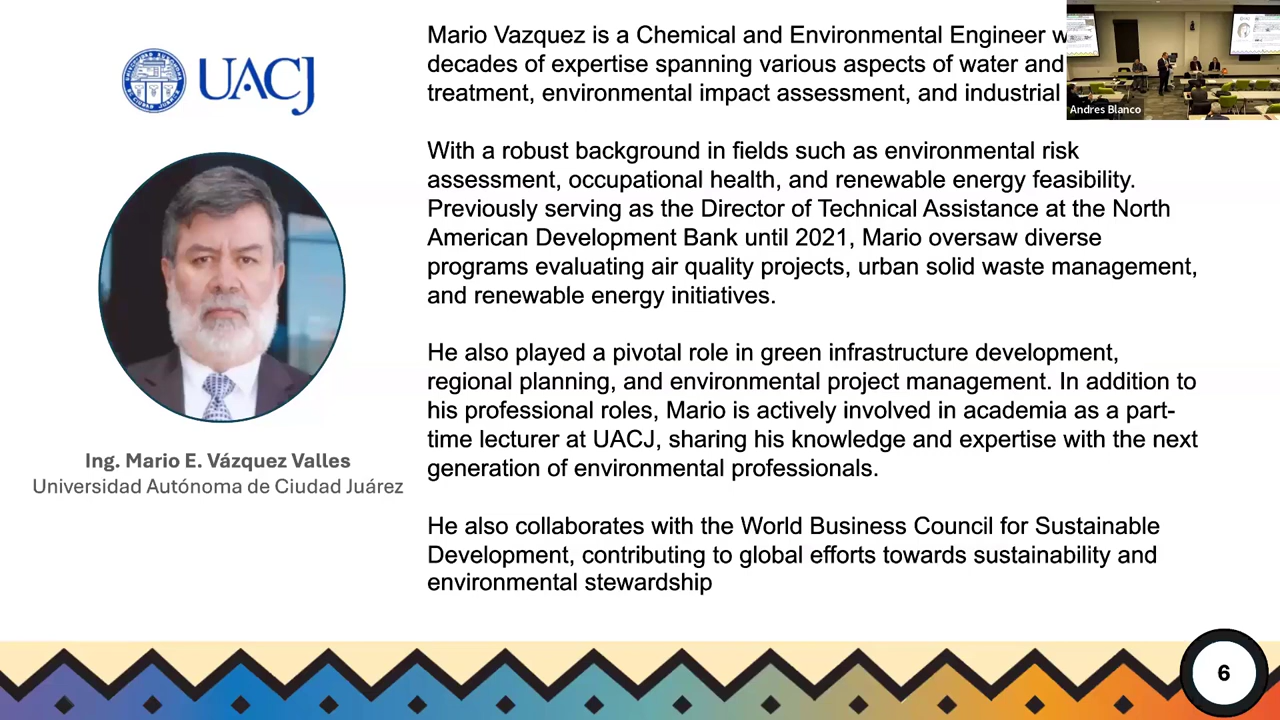 UACJ
Mario Vazquez is a Chemical and Environmental Engineer w
decades of expertise spanning various aspects of water and
treatment, environmental impact assessment, and industrial
Andres Blanco
With a robust background in fields such as environmental risk
assessment, occupational health, and renewable energy feasibility.
Previously serving as the Director of Technical Assistance at the North
American Development Bank until 2021, Mario oversaw diverse
programs evaluating air quality projects, urban solid waste management,
and renewable energy initiatives.
He also played a pivotal role in green infrastructure development,
regional planning, and environmental project management. In addition to
his professional roles, Mario is actively involved in academia as a part-
time lecturer at UACJ, sharing his knowledge and expertise with the next
generation of environmental professionals.
Ing. Mario E. Vázquez Valles
Universidad Autónoma de Ciudad Juárez
He also collaborates with the World Business Council for Sustainable
Development, contributing to global efforts towards sustainability and
environmental stewardship
6